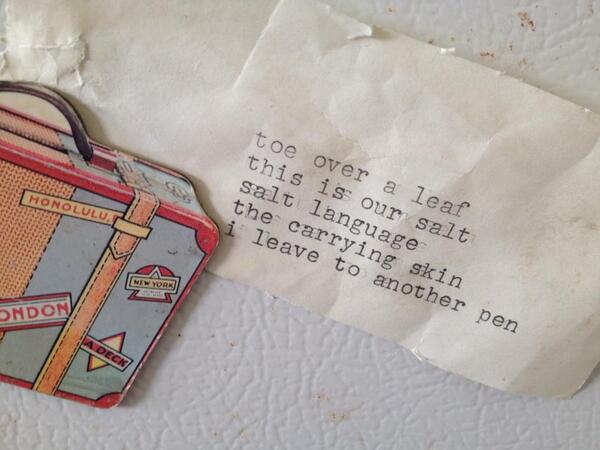 toe over a leaf
this is our salt
salt language
the carrying skin
i leave to another pen
HONOLULU,
NEW YORK
LONDON
A DECK